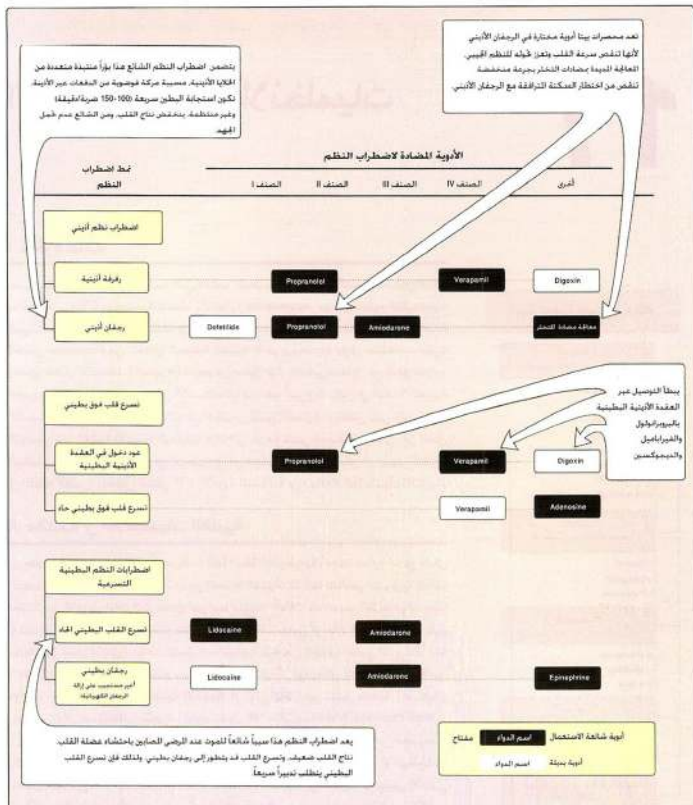 يتضمن اضطراب النظم الشائع هذا بؤراً منتبذة متعددة من
الخلايا الأذينية، مسببة حركة فوضوية من الدفعات عبر الأذينة.
تكون استجابة البطين سريعة (100-150 ضربة/دقيقة)
وغير منتظمة. ينخفض نتاج القلب، ومن الشائع عدم تحمل
الجهد.
تعد محصرات بيتا أدوية مختارة في الرجفان الأذيني
لأنها تنقص سرعة القلب وتعزز تحوله للنظم الجيبي.
المعالجة المديدة بمضادات التخثر بجرعة منخفضة
تنقص من اختطار السكتة المترافقة مع الرجفان الأذيني.
الأدوية المضادة لاضطراب النظم
نمط اضطراب
النظم
الصنف I
الصنف II
الصنف III
الصنف IV
أخرى
اضطراب نظم أذيني
رفرفة أذينية
Propranolol
Verapamil
Digoxin
رجفان أذيني
Dofetilide
Propranolol
Amiodarone
معالجة مضادة للتخثر
يبطأ التوصيل عبر
العقدة الأذينية البطينية
بالبروبرانولول
والفيراباميل
والديجوكسين
تسرع قلب فوق بطيني
عود دخول في العقدة
الأذينية البطينية
Propranolol
Verapamil
Digoxin
تسرع قلب فوق بطيني حاد
Verapamil
Adenosine
اضطرابات النظم البطينية
التسرعية
تسرع القلب البطيني الحاد
Lidocaine
Amiodarone
رجفان بطيني
(غير مستجيب على إزالة
الرجفان الكهربائية)
Lidocaine
Amiodarone
Epinephrine
يعد اضطراب النظم هذا سبباً شائعاً للموت عند المرضى المصابين باحتشاء عضلة القلب.
نتاج القلب ضعيف، وتسرع القلب قد يتطور إلى رجفان بطيني. ولذلك فإن تسرع القلب
البطيني يتطلب تدبيراً سريعاً.
مفتاح
اسم الدواء
أدوية شائعة الاستعمال
اسم الدواء
أدوية بديلة